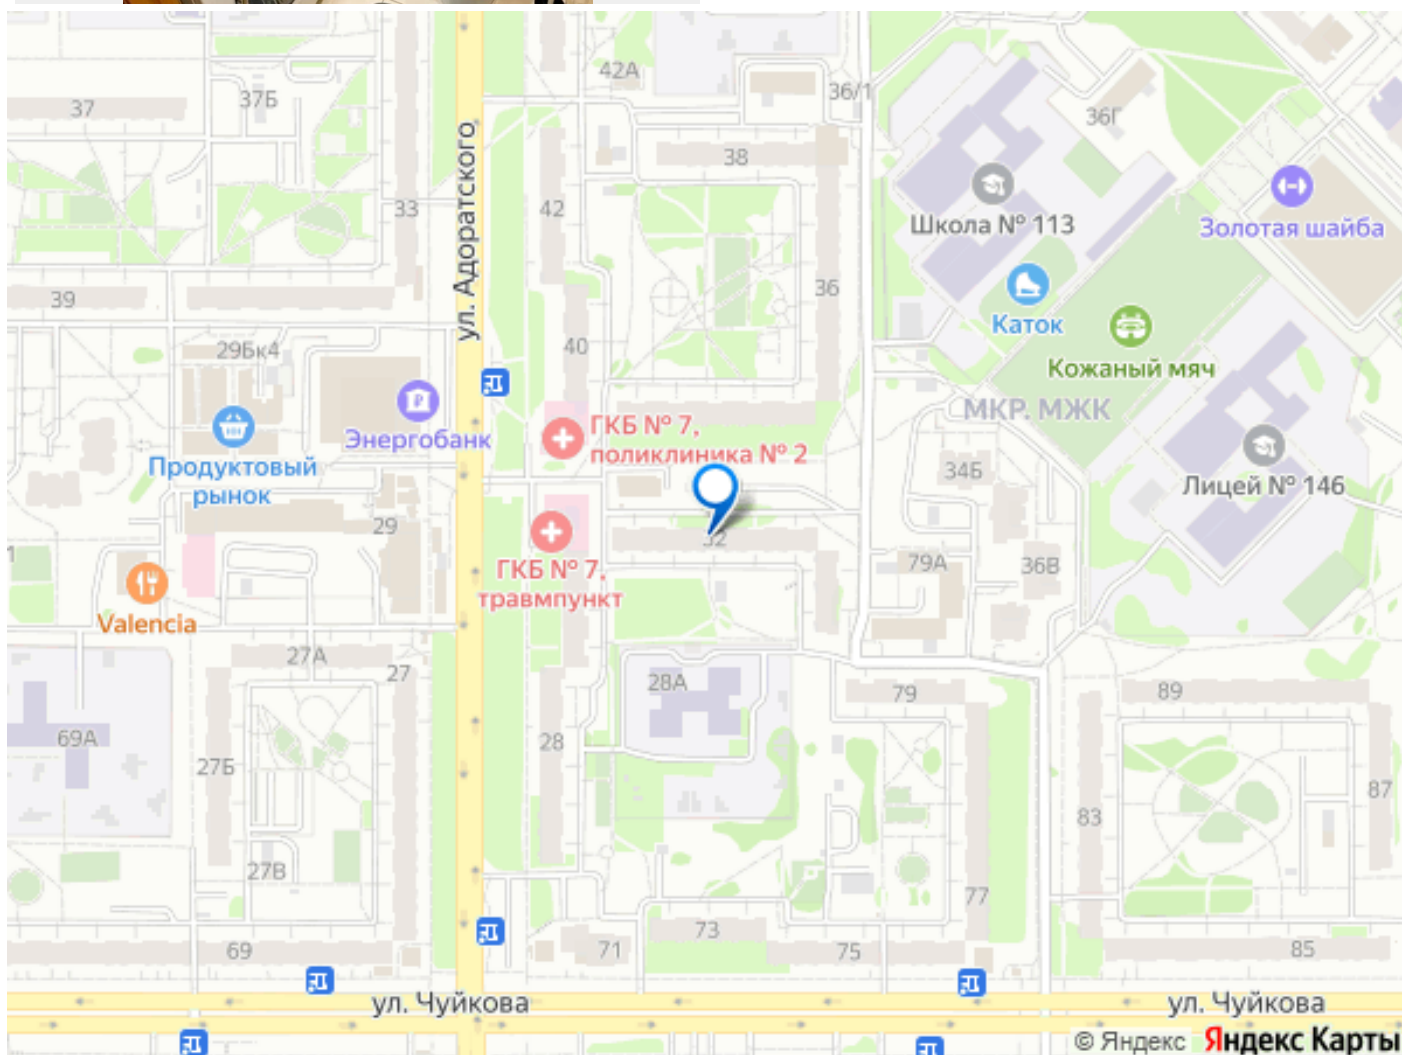 42А
37Б
37
36/1
36Г
38
ул. Адоратского
33
42
Школа № 113
Золотая шайба
36
39
Каток
29Бк4
40
Кожаный мяч
МКР. МЖК
Энергобанк
ГКБ № 7,
поликлиника № 2
Продуктовый
рынок
34Б
Лицей № 146
29
32
ГКБ № 7,
травмпункт
79А
36В
1
Valencia
27А
27
28А
79
89
69А
27Б
28
83
87
27В
77
69
71
73
75
85
ул. Чуйкова
ул. Чуйкова
© Яндекс Яндекс Карты